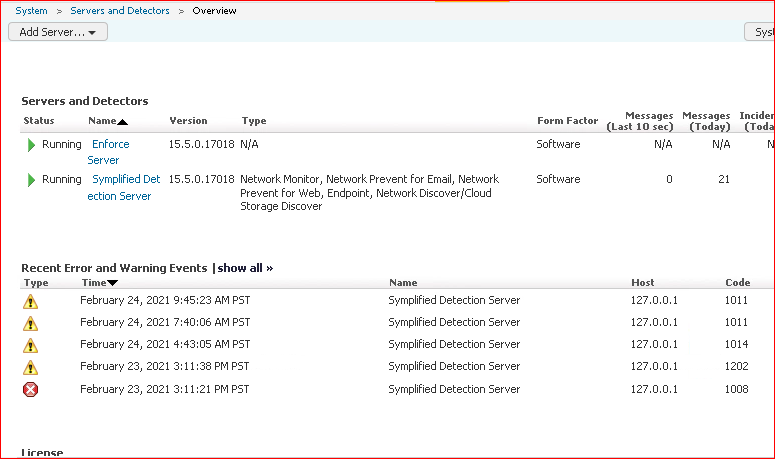 System > Servers and Detectors > Overview
Add Server...
Servers and Detectors
Status Name Version Type Form Factor Messages (Last 10 sec) Messages (Today)
Running Enforce Server 15.5.0.17018 N/A Software N/A N/A
Running Symplified Detection Server 15.5.0.17018 Network Monitor, Network Prevent for Email, Network
Prevent for Web, Endpoint, Network Discover/Cloud
Storage Discover Software 0 21
Recent Error and Warning Events | show all »
Type Time Name Host Code
February 24, 2021 9:45:23 AM PST Symplified Detection Server 127.0.0.1 1011
February 24, 2021 7:40:06 AM PST Symplified Detection Server 127.0.0.1 1011
February 24, 2021 4:43:05 AM PST Symplified Detection Server 127.0.0.1 1014
February 23, 2021 3:11:38 PM PST Symplified Detection Server 127.0.0.1 1202
February 23, 2021 3:11:21 PM PST Symplified Detection Server 127.0.0.1 1008
License